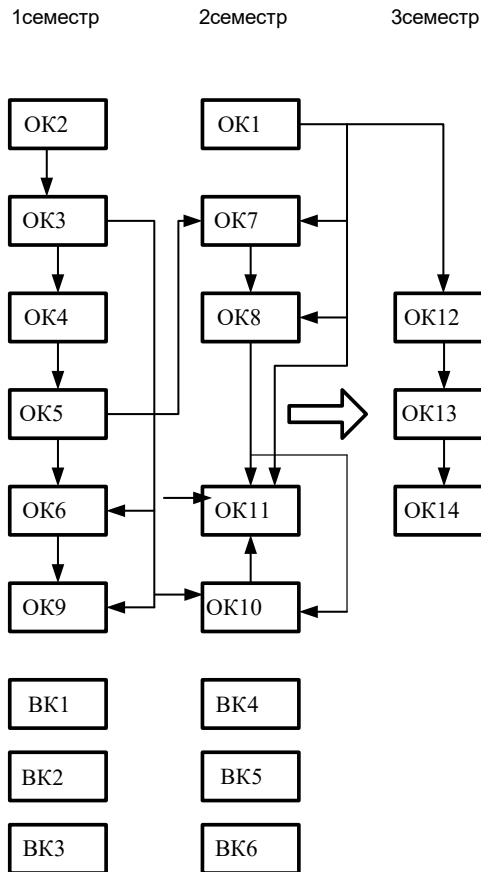 1семестр 2семестр 3семестр
ОК2 ОК1
ОК3 ОК7
ОК4 ОК8 ОК12
ОК5 ОК13
ОК6 ОК11 ОК14
ОК9 ОК10
ВК1 ВК4
ВК2 ВК5
ВК3 ВК6